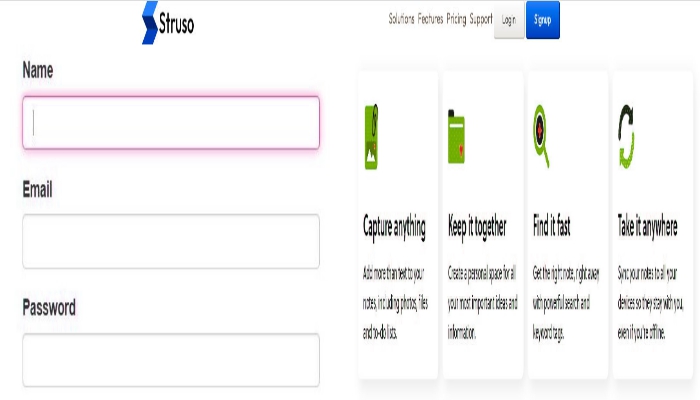 Struso
Solutions Features Pricing Support Login Signup
Name
Email
Password
Capture anything
Add more than text to your
notes, including photos, files
and to-do lists.
Keep it together
Create a personal space for all
your most important ideas and
information.
Find it fast
Get the right note, right away
with powerful search and
keyword tags.
Take it anywhere
Sync your notes to all your
devices so they stay with you,
even if you're offline.